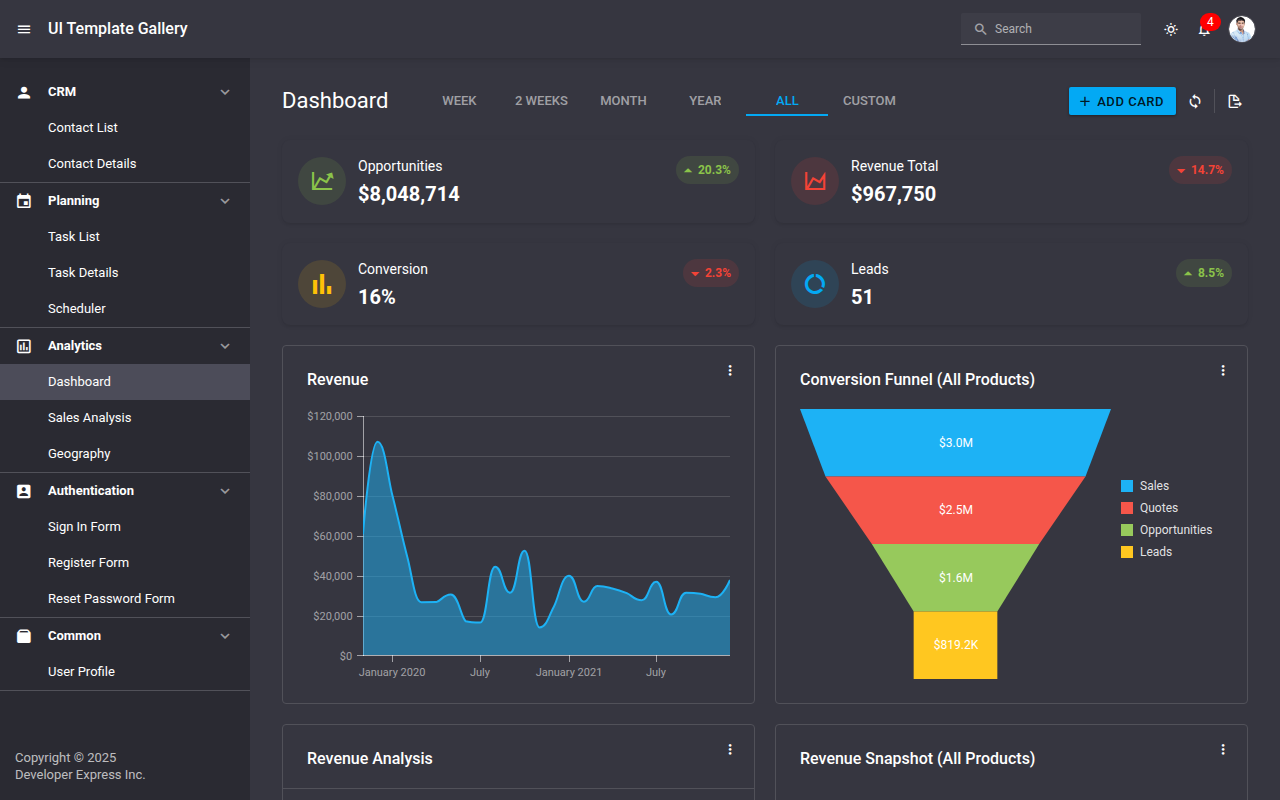 UI Template Gallery
Search
4
CRM
Contact List
Contact Details
Planning
Task List
Task Details
Scheduler
Analytics
Dashboard
Sales Analysis
Geography
Authentication
Sign In Form
Register Form
Reset Password Form
Common
User Profile
Copyright © 2025
Developer Express Inc.
Dashboard
WEEK
2 WEEKS
MONTH
YEAR
ALL
CUSTOM
ADD CARD
Opportunities
$8,048,714
20.3%
Revenue Total
$967,750
14.7%
Conversion
16%
2.3%
Leads
51
8.5%
Revenue
$120,000
$100,000
$80,000
$60,000
$40,000
$20,000
$0
January 2020
July
January 2021
July
Conversion Funnel (All Products)
$3.0M
$2.5M
$1.6M
$819.2K
Sales
Quotes
Opportunities
Leads
Revenue Analysis
Revenue Snapshot (All Products)